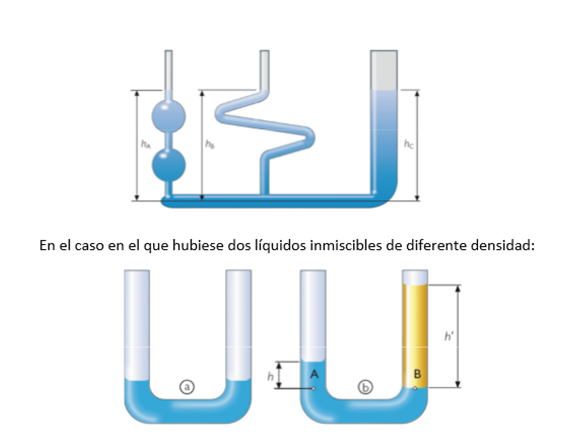 hA
hB
hC
En el caso en el que hubiese dos líquidos inmiscibles de diferente densidad:
h'
A
B
h
a
b